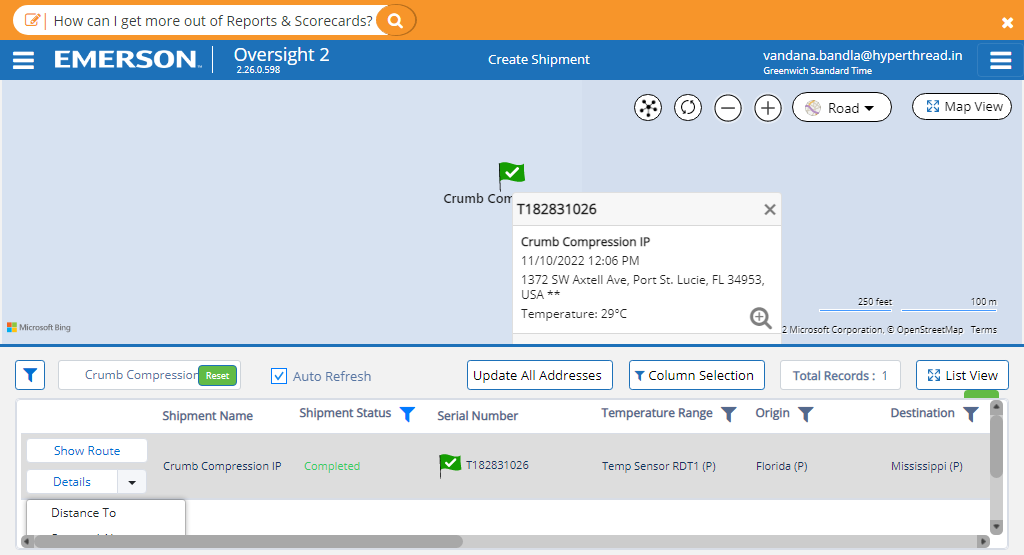 How can I get more out of Reports & Scorecards?
EMERSON
Oversight 2
2.26.0.598
Create Shipment
vandana.bandla@hyperthread.in
Greenwich Standard Time
Road
Map View
Crumb Com
T182831026
Crumb Compression IP
11/10/2022 12:06 PM
1372 SW Axtell Ave, Port St. Lucie, FL 34953,
USA **
Temperature: 29°C
250 feet
100 m
Microsoft Bing
2 Microsoft Corporation, © OpenStreetMap Terms
Crumb Compression
Reset
Auto Refresh
Update All Addresses
Column Selection
Total Records : 1
List View
Shipment Name
Shipment Status
Serial Number
Temperature Range
Origin
Destination
Show Route
Details
Crumb Compression IP
Completed
T182831026
Temp Sensor RDT1 (P)
Florida (P)
Mississippi (P)
Distance To